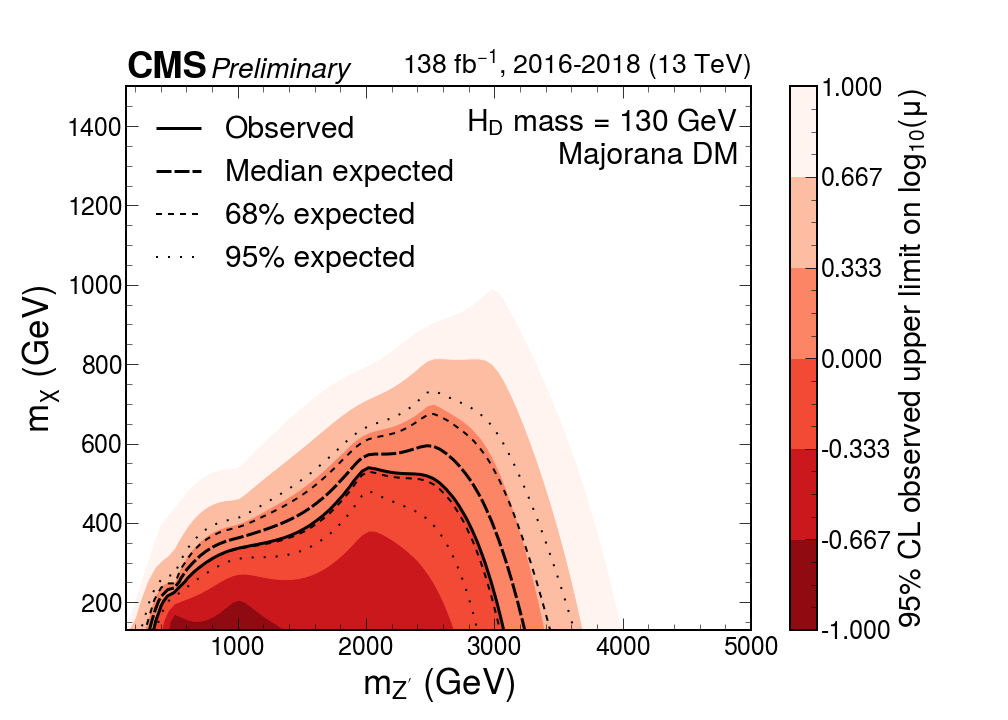 CMS Preliminary 138 fb⁻¹, 2016-2018 (13 TeV)
H_D mass = 130 GeV
Majorana DM
Observed
Median expected
68% expected
95% expected
1400
1200
1000
800
600
400
200
m_χ (GeV)
1000 2000 3000 4000 5000
m_Z′ (GeV)
1.000
0.667
0.333
0.000
-0.333
-0.667
-1.000
95% CL observed upper limit on log₁₀(μ)